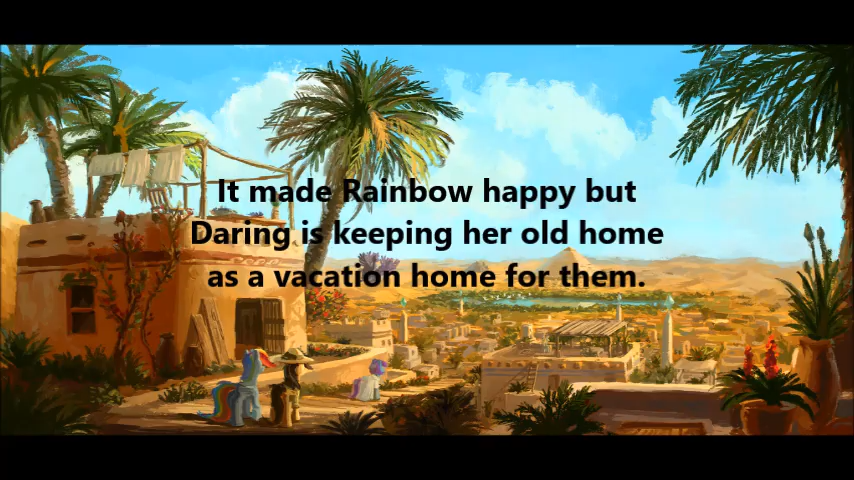 It made Rainbow happy but
Daring is keeping her old home
as a vacation home for them.